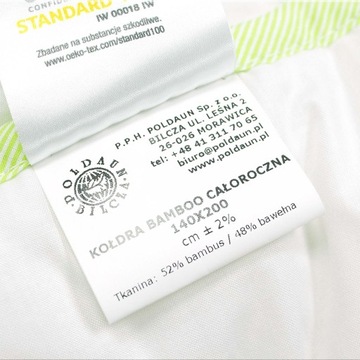 CONFID
STANDARD
IW 00018 IW
Zbadane na substancje szkodliwe.
www.oeko-tex.com/standard100
P.P.H. POLDAUN Sp. z o.o.
BILCZA UL. LEŚNA 2
26-026 MORAWICA
tel: +48 41 311 70 65
biuro@poldaun.pl
www.poldaun.pl
POLDAUN
BILCZA
KOŁDRA BAMBOO CAŁOROCZNA
140X200
cm ± 2%
Tkanina: 52% bambus / 48% bawełna